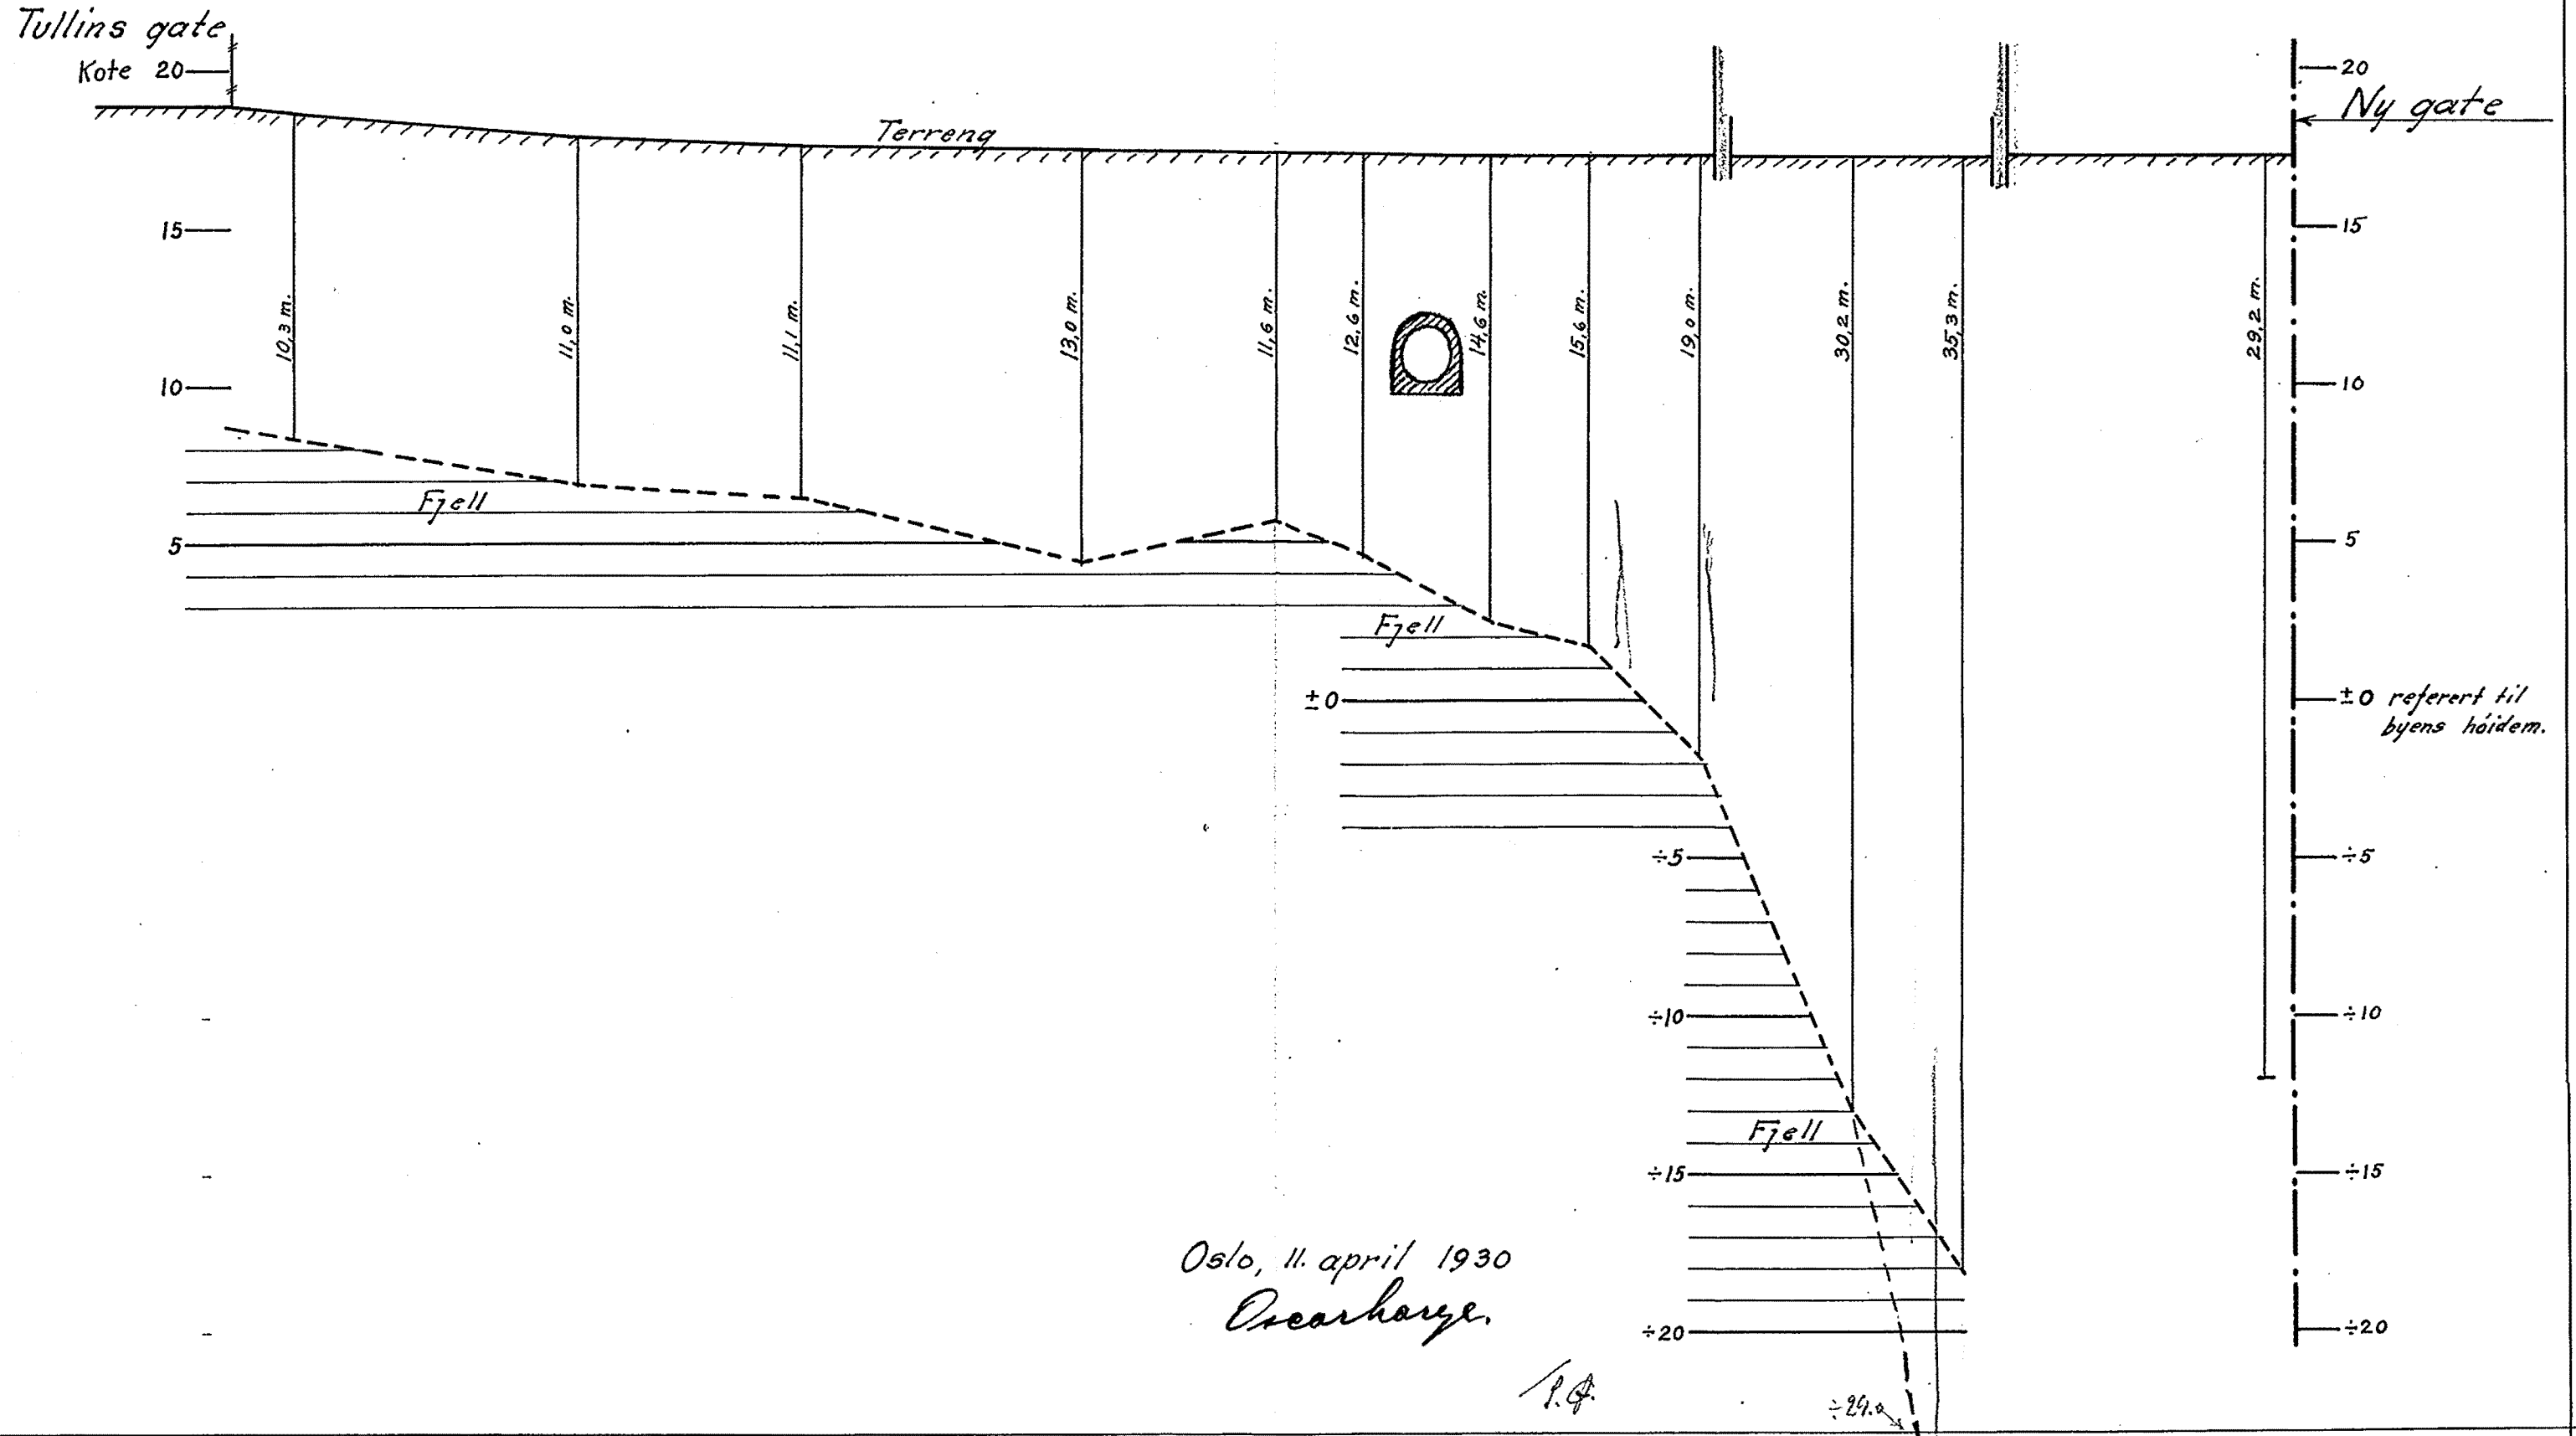 Tullins gate
Kote 20
20
Ny gate
Terreng
15
15
10,3 m.
11,0 m.
11,1 m.
13,0 m.
11,6 m.
12,6 m.
14,6 m.
15,6 m.
19,0 m.
30,2 m.
35,3 m.
29,2 m.
10
10
Fjell
5
5
Fjell
±0
±0 referert til
byens höidem.
÷5
÷5
÷10
÷10
Fjell
÷15
÷15
Oslo, 11. april 1930
÷20
÷20